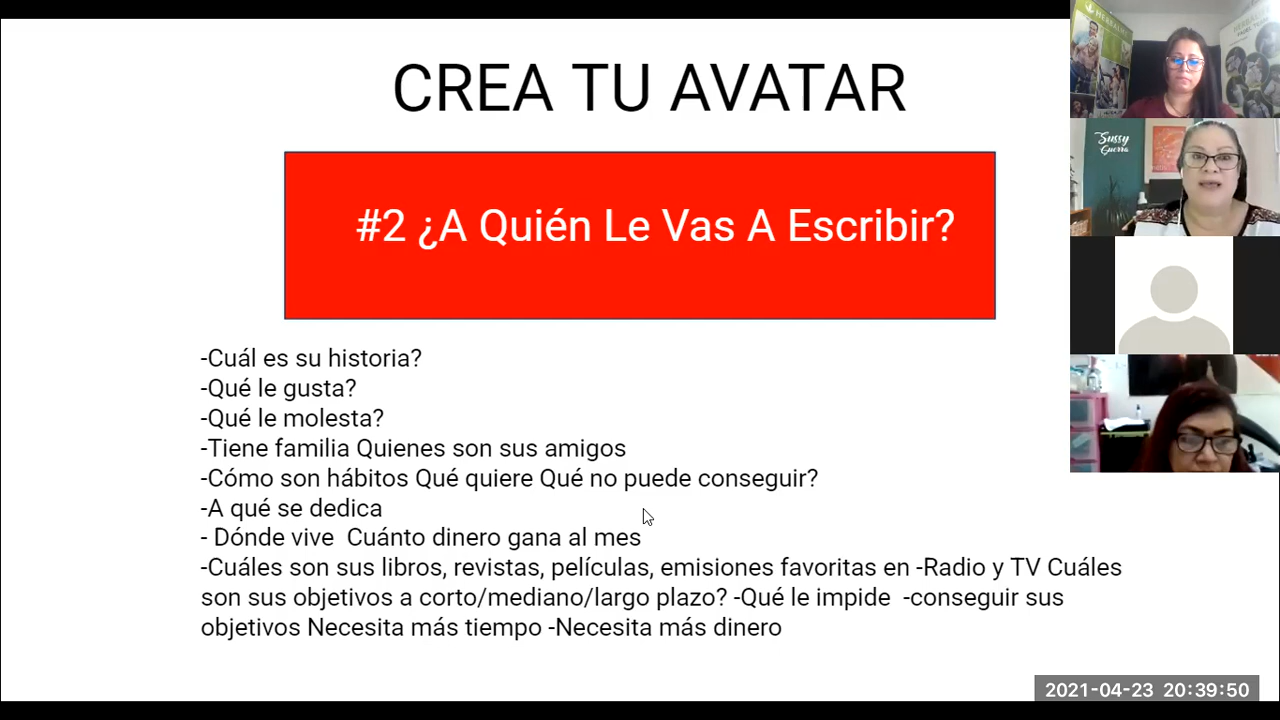 CREA TU AVATAR
#2 ¿A Quién Le Vas A Escribir?
-Cuál es su historia?
-Qué le gusta?
-Qué le molesta?
-Tiene familia Quienes son sus amigos
-Cómo son hábitos Qué quiere Qué no puede conseguir?
-A qué se dedica
- Dónde vive  Cuánto dinero gana al mes
-Cuáles son sus libros, revistas, películas, emisiones favoritas en -Radio y TV Cuáles
son sus objetivos a corto/mediano/largo plazo? -Qué le impide  -conseguir sus
objetivos Necesita más tiempo -Necesita más dinero
Sussy
Guerra
2021-04-23 20:39:50